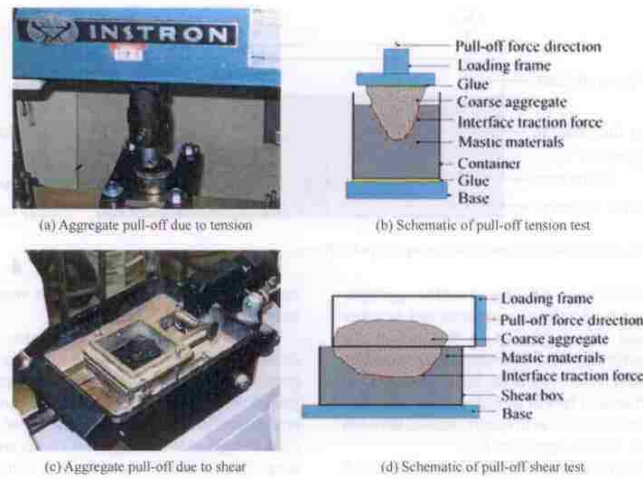 INSTRON
Pull-off force direction
Loading frame
Glue
Coarse aggregate
Interface traction force
Mastic materials
Container
Glue
Base
(a) Aggregate pull-off due to tension
(b) Schematic of pull-off tension test
Loading frame
Pull-off force direction
Coarse aggregate
Mastic materials
Interface traction force
Shear box
Base
(c) Aggregate pull-off due to shear
(d) Schematic of pull-off shear test